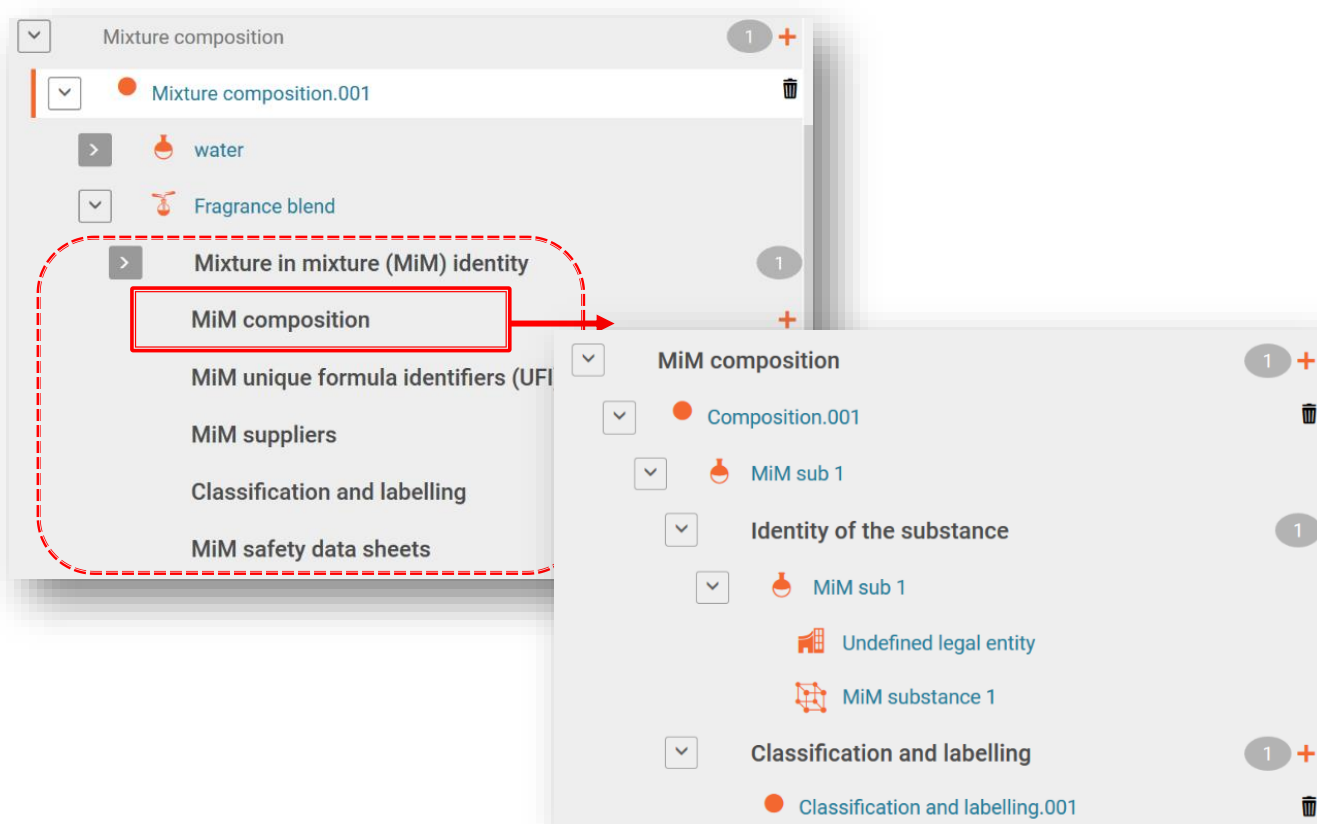 Mixture composition 1 +
Mixture composition.001
water
Fragrance blend
Mixture in mixture (MiM) identity 1
MiM composition +
MiM unique formula identifiers (UFI
MiM suppliers
Classification and labelling
MiM safety data sheets
MiM composition 1 +
Composition.001
MiM sub 1
Identity of the substance 1
MiM sub 1
Undefined legal entity
MiM substance 1
Classification and labelling 1 +
Classification and labelling.001